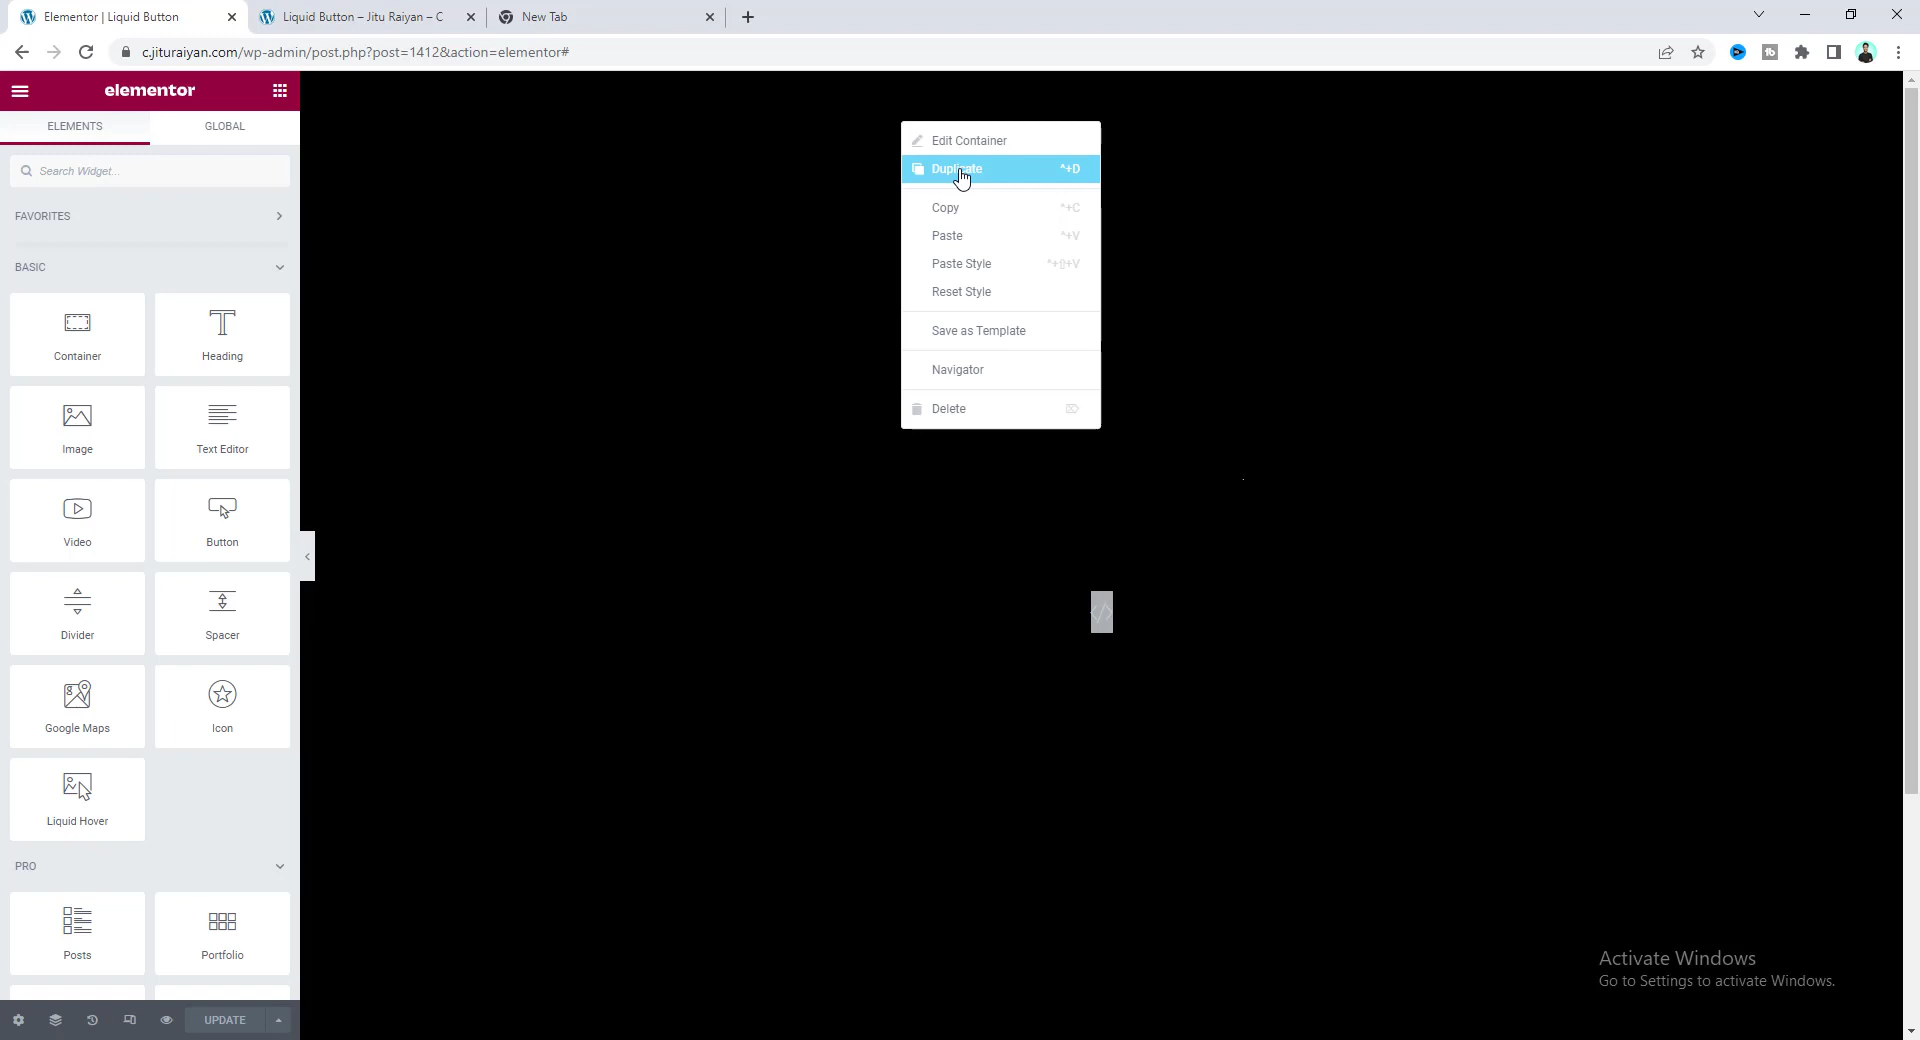 Elementor | Liquid Button
Liquid Button – Jitu Raiyan – C
New Tab
c.jituraiyan.com/wp-admin/post.php?post=1412&action=elementor#
elementor
ELEMENTS
GLOBAL
Search Widget...
FAVORITES
BASIC
Container
Heading
Image
Text Editor
Video
Button
Divider
Spacer
Google Maps
Icon
Liquid Hover
PRO
Posts
Portfolio
UPDATE
Edit Container
Duplicate ^+D
Copy ^+C
Paste ^+V
Paste Style ^+⇧+V
Reset Style
Save as Template
Navigator
Delete ⌦
</>
Activate Windows
Go to Settings to activate Windows.